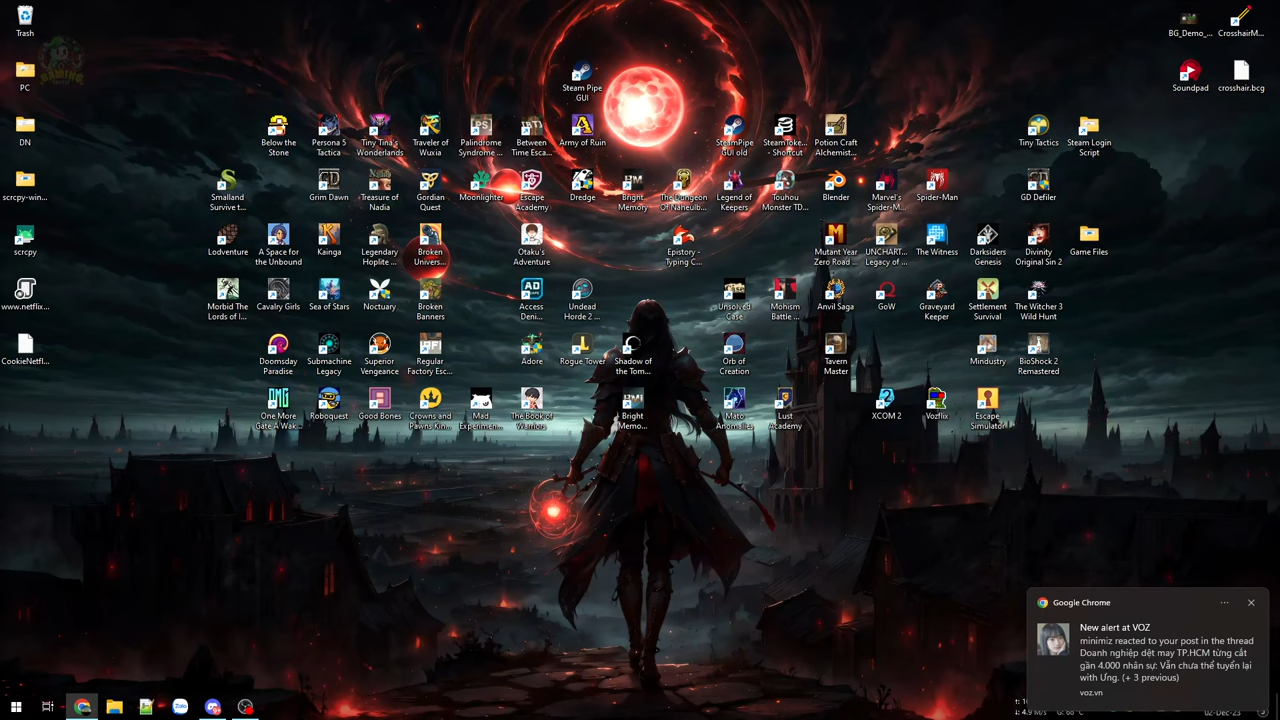 Trash
BG_Demo_...
CrosshairM...
GAMING
PC
Steam Pipe
GUI
Soundpad
crosshair.bcg
DN
Below the
Stone
Persona 5
Tactica
Tiny Tina's
Wonderlands
Traveler of
Wuxia
Palindrome
Syndrome ...
Between
Time Esca...
Army of Ruin
SteamPipe
GUI old
SteamToke...
- Shortcut
Potion Craft
Alchemist...
Tiny Tactics
Steam Login
Script
scrcpy-win...
Smalland
Survive t...
Grim Dawn
Treasure of
Nadia
Gordian
Quest
Moonlighter
Escape
Academy
Dredge
Bright
Memory
The Dungeon
Of Naheulb...
Legend of
Keepers
Touhou
Monster TD...
Blender
Marvel's
Spider-M...
Spider-Man
GD Defiler
scrcpy
Lodventure
A Space for
the Unbound
Kainga
Legendary
Hoplite ...
Broken
Univers...
Otaku's
Adventure
Epistory -
Typing C...
Mutant Year
Zero Road ...
UNCHART...
Legacy of ...
The Witness
Darksiders
Genesis
Divinity
Original Sin 2
Game Files
www.netflix...
Morbid The
Lords of I...
Cavalry Girls
Sea of Stars
Noctuary
Broken
Banners
Access
Deni...
Undead
Horde 2 ...
Unsolved
Case
Mohism
Battle ...
Anvil Saga
GoW
Graveyard
Keeper
Settlement
Survival
The Witcher 3
Wild Hunt
CookieNetfl...
Doomsday
Paradise
Submachine
Legacy
Superior
Vengeance
Regular
Factory Esc...
Adore
Rogue Tower
Shadow of
the Tom...
Orb of
Creation
Tavern
Master
Mindustry
BioShock 2
Remastered
One More
Gate A Wak...
Roboquest
Good Bones
Crowns and
Pawns Kin...
Mad
Experimen...
The Book of
Warriors
Bright
Memo...
Mato
Anomalies
Lust
Academy
XCOM 2
Vozflix
Escape
Simulator
Google Chrome
New alert at VOZ
minimiz reacted to your post in the thread
Doanh nghiệp dệt may TP.HCM từng cắt
gần 4.000 nhân sự: Vẫn chưa thể tuyển lại
with Ưng. (+ 3 previous)
voz.vn
Zalo
02-Dec-23